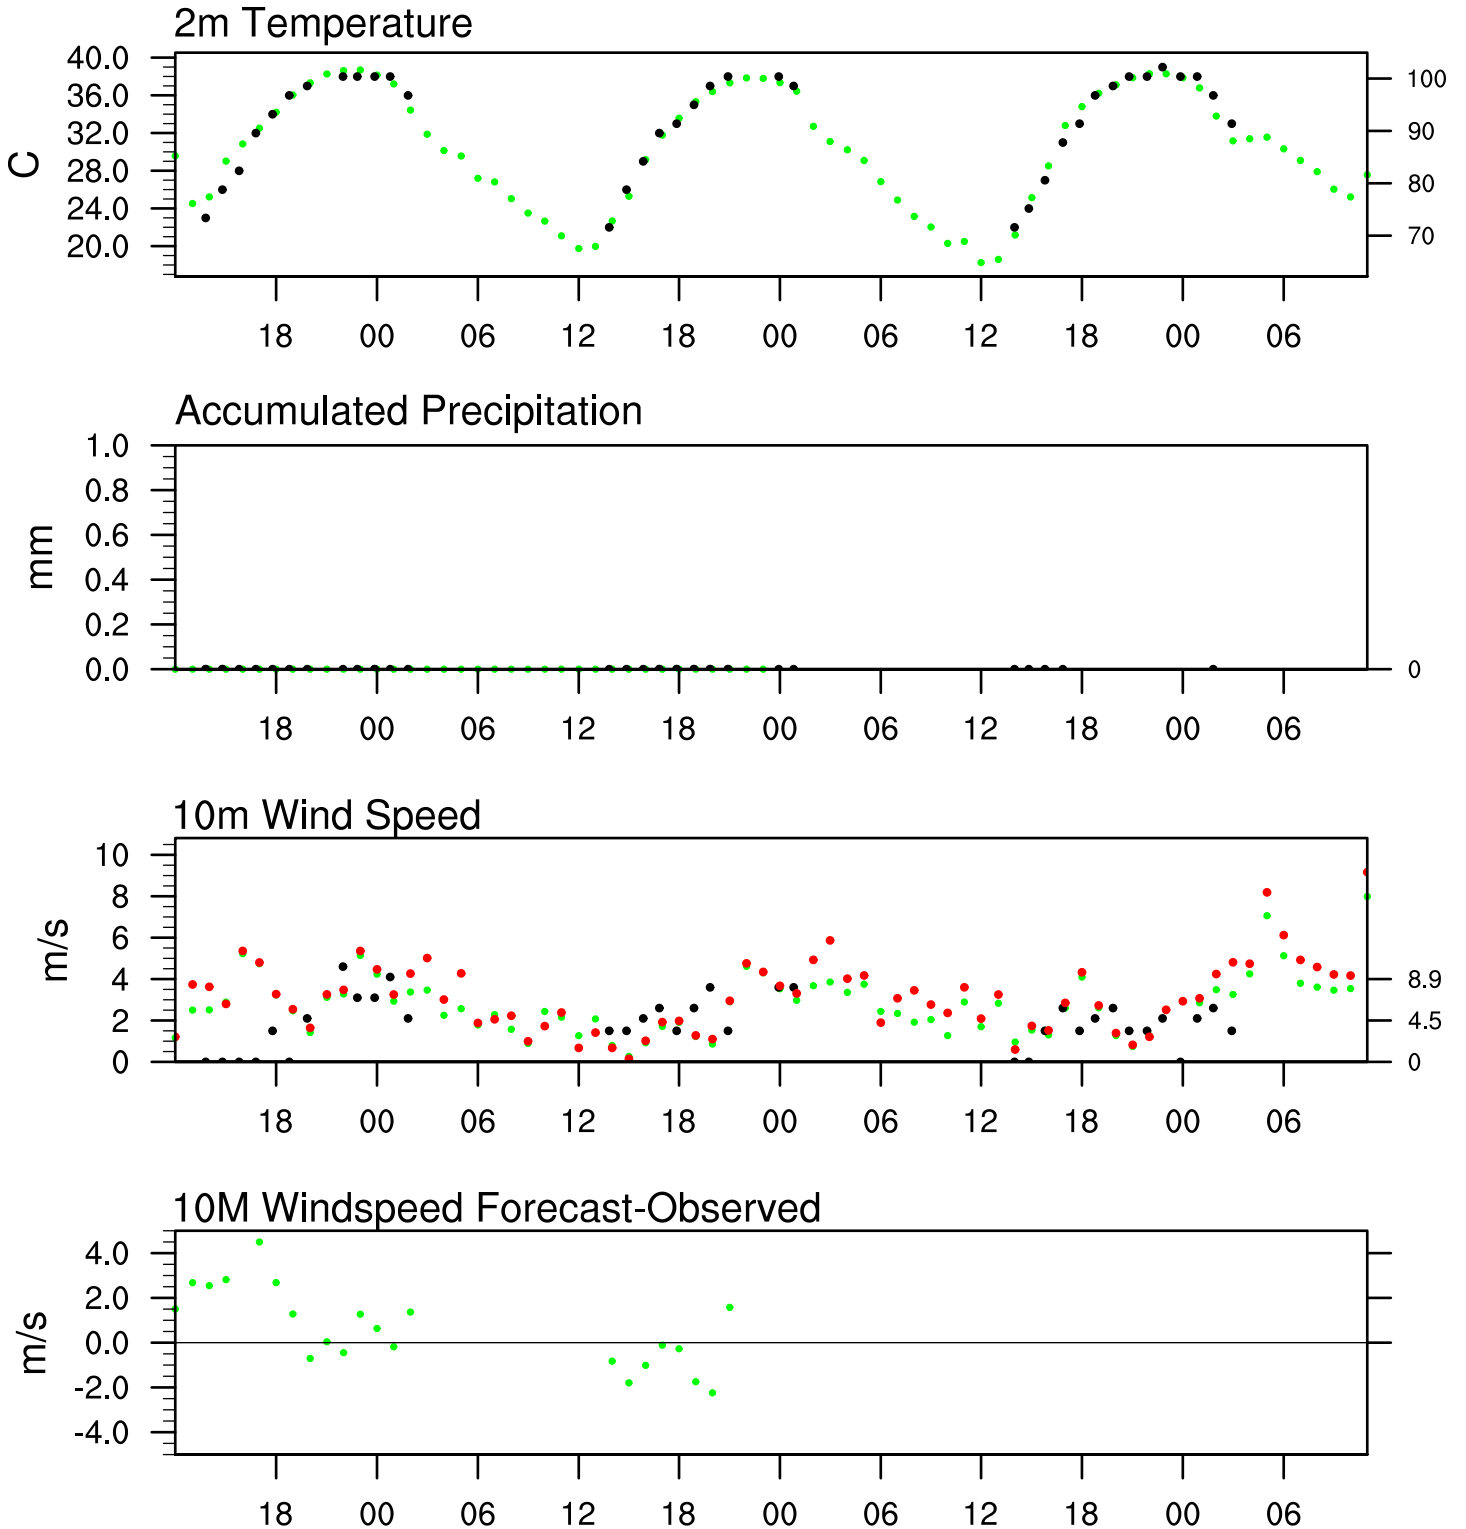 2m Temperature
40.0
36.0
32.0
28.0
24.0
20.0
C
100
90
80
70
18 00 06 12 18 00 06 12 18 00 06
Accumulated Precipitation
1.0
0.8
0.6
0.4
0.2
0.0
mm
0
18 00 06 12 18 00 06 12 18 00 06
10m Wind Speed
10
8
6
4
2
0
m/s
8.9
4.5
0
18 00 06 12 18 00 06 12 18 00 06
10M Windspeed Forecast-Observed
4.0
2.0
0.0
-2.0
-4.0
m/s
18 00 06 12 18 00 06 12 18 00 06